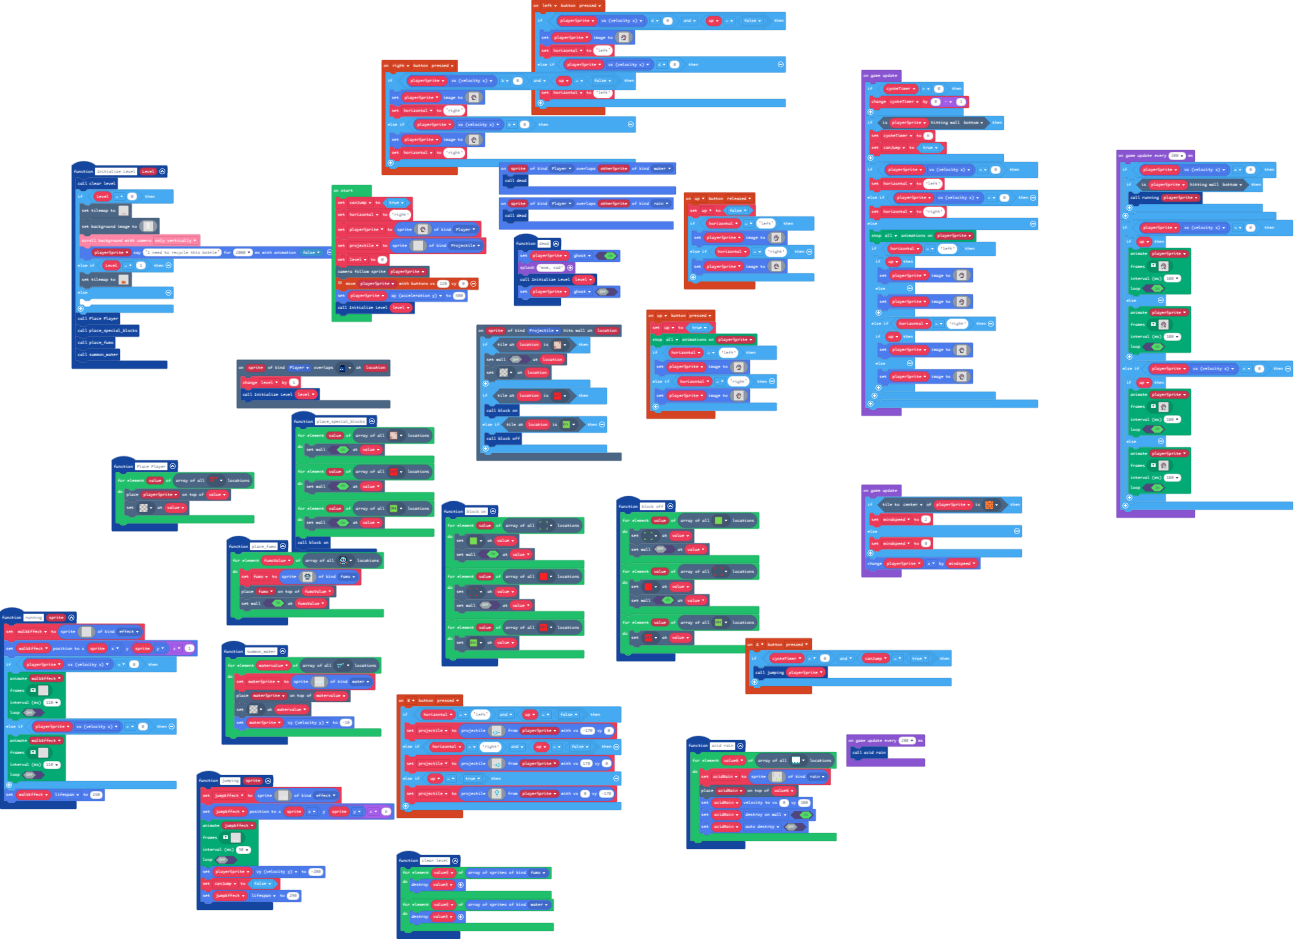 on left button pressed
if playerSprite vx (velocity x) < 0 and up = false then
set playerSprite image to
set horizontal to "left"
else if playerSprite vx (velocity x) < 0 then
set horizontal to "left"
on right button pressed
if playerSprite vx (velocity x) > 0 and up = false then
set playerSprite image to
set horizontal to "right"
else if playerSprite vx (velocity x) > 0 then
set playerSprite image to
set horizontal to "right"
function Initialize Level Level
call clear level
if Level = 0 then
set tilemap to
set background image to
scroll background with camera only vertically
playerSprite say "I need to recycle this bottle" for 2000 ms with animation false
else if Level = 1 then
set tilemap to
else
call Place Player
call place_special_blocks
call place_fumo
call summon_water
on start
set canJump to true
set horizontal to "right"
set playerSprite to sprite of kind Player
set projectile to sprite of kind Projectile
set level to
camera follow sprite playerSprite
move playerSprite with buttons vx 120 vy 0
set playerSprite ay (acceleration y) to 500
call Initialize Level level
on sprite of kind Player overlaps otherSprite of kind water
call dead
on sprite of kind Player overlaps otherSprite of kind rain
call dead
function dead
set playerSprite ghost
call Initialize Level level
set playerSprite ghost
on up button released
set up to false
if horizontal = "left" then
set playerSprite image to
else if horizontal = "right" then
set playerSprite image to
on up button pressed
set up to true
stop all animations on playerSprite
if horizontal = "left" then
set playerSprite image to
else if horizontal = "right" then
set playerSprite image to
on sprite of kind Projectile hits wall at location
if tile at location is then
set wall at location
set at location
if tile at location is then
call block on
else if tile at location is then
call block off
on sprite of kind Player overlaps at location
change level by 1
call Initialize Level level
function place_special_blocks
for element value of array of all locations
do set wall at value
for element value of array of all locations
do set wall at value
for element value of array of all locations
do set wall at value
call block on
function Place Player
for element value of array of all locations
do place playerSprite on top of value
set at value
function place_fumo
for element fumoValue of array of all locations
do set fumo to sprite of kind fumo
place fumo on top of fumoValue
set wall at fumoValue
function block on
for element value of array of all locations
do set at value
set wall at value
for element value of array of all locations
do set at value
set wall at value
for element value of array of all locations
do set at value
function block off
for element value of array of all locations
do set at value
set wall at value
for element value of array of all locations
do set at value
set wall at value
for element value of array of all locations
do set at value
function running sprite
set walkEffect to sprite of kind effect
set walkEffect position to x sprite x y sprite y
if playerSprite vx (velocity x) 0 then
animate walkEffect
frames
interval (ms)
loop
else if playerSprite vx (velocity x) 0 then
animate walkEffect
frames
interval (ms)
loop
set walkEffect lifespan to 200
function summon_water
for element watervalue of array of all locations
do set waterSprite to sprite of kind water
place waterSprite on top of watervalue
set at watervalue
set waterSprite vy (velocity y) to
function jumping sprite
set jumpEffect to sprite of kind effect
set jumpEffect position to x sprite x y sprite y
animate jumpEffect
frames
interval (ms) 50
loop
set playerSprite vy (velocity y) to
set canJump to false
set jumpEffect lifespan to 200
on B button pressed
if horizontal = "left" and up = false then
set projectile to projectile from playerSprite with vx -170 vy 0
else if horizontal = "right" and up = false then
set projectile to projectile from playerSprite with vx 170 vy 0
else if up = true then
set projectile to projectile from playerSprite with vx 0 vy -170
function clear level
for element value4 of array of sprites of kind fumo
do destroy value4
for element value4 of array of sprites of kind water
do destroy value4
on A button pressed
if cycoTimer 0 and canJump = true then
call jumping playerSprite
function acid rain
for element value6 of array of all locations
do set acidRain to sprite of kind rain
place acidRain on top of value6
set acidRain velocity to vx 0 vy 100
set acidRain destroy on wall
set acidRain auto destroy
on game update every 200 ms
call acid rain
on game update
if cycoTimer 0 then
change cycoTimer by
if is playerSprite hitting wall bottom then
set cycoTimer to
set canJump to true
if playerSprite vx (velocity x) < 0 then
set horizontal to "left"
else if playerSprite vx (velocity x) > 0 then
set horizontal to "right"
else
stop all animations on playerSprite
if horizontal = "left" then
if up then
set playerSprite image to
else
set playerSprite image to
else if horizontal = "right" then
if up then
set playerSprite image to
else
set playerSprite image to
on game update
if tile to center of playerSprite is then
set windspeed to
else
set windspeed to 0
change playerSprite x by windspeed
on game update every 200 ms
if playerSprite vx (velocity x) 0 then
if is playerSprite hitting wall bottom then
call running playerSprite
if playerSprite vx (velocity x) 0 then
if up then
animate playerSprite
frames
interval (ms) 100
loop
else
animate playerSprite
frames
interval (ms) 100
loop
else if playerSprite vx (velocity x) 0 then
if up then
animate playerSprite
frames
interval (ms) 100
loop
else
animate playerSprite
frames
interval (ms) 100
loop